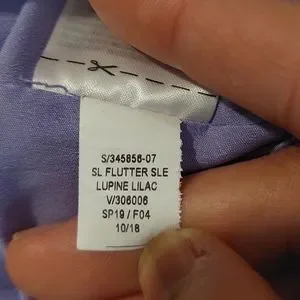 S/345856-07
SL FLUTTER SLE
LUPINE LILAC
V/306006
SP19 / F04
10/18